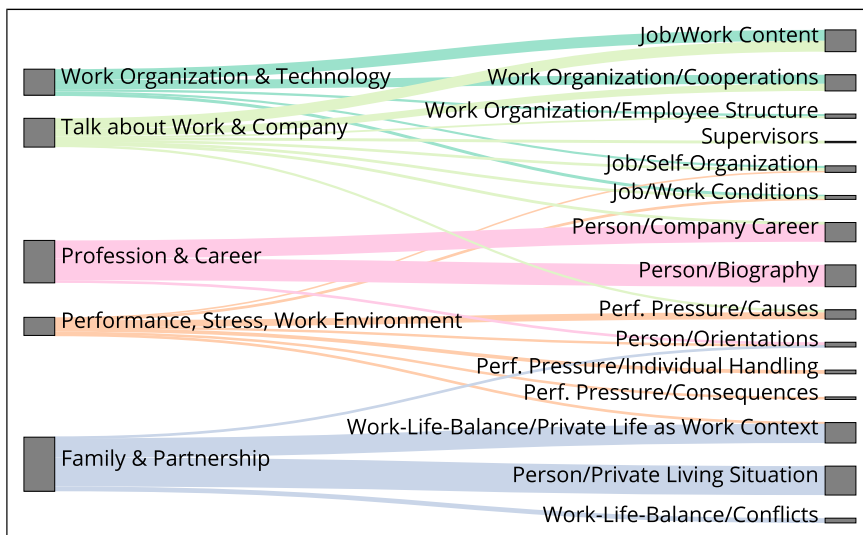 Work Organization & Technology
Talk about Work & Company
Profession & Career
Performance, Stress, Work Environment
Family & Partnership
Job/Work Content
Work Organization/Cooperations
Work Organization/Employee Structure
Supervisors
Job/Self-Organization
Job/Work Conditions
Person/Company Career
Person/Biography
Perf. Pressure/Causes
Person/Orientations
Perf. Pressure/Individual Handling
Perf. Pressure/Consequences
Work-Life-Balance/Private Life as Work Context
Person/Private Living Situation
Work-Life-Balance/Conflicts